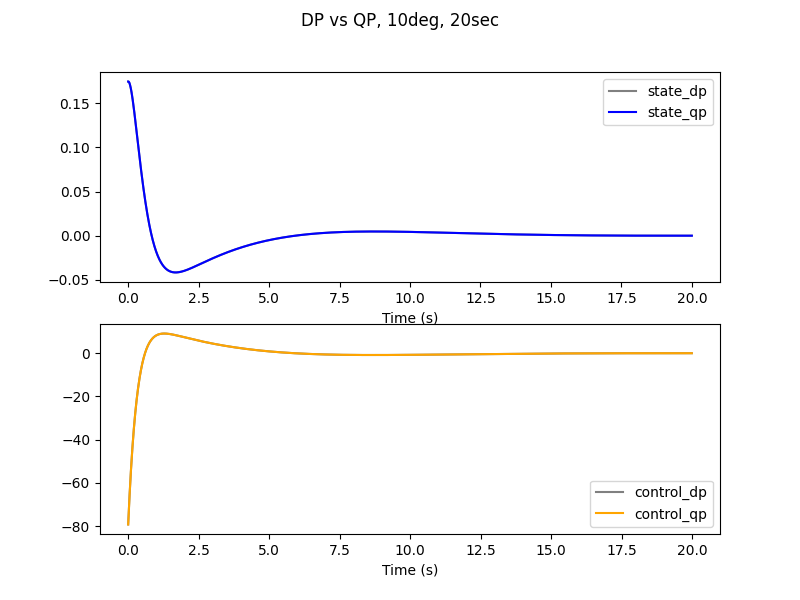 DP vs QP, 10deg, 20sec
state_dp
state_qp
0.15
0.10
0.05
0.00
−0.05
0.0 2.5 5.0 7.5 10.0 12.5 15.0 17.5 20.0
Time (s)
0
−20
−40
−60
−80
control_dp
control_qp
0.0 2.5 5.0 7.5 10.0 12.5 15.0 17.5 20.0
Time (s)